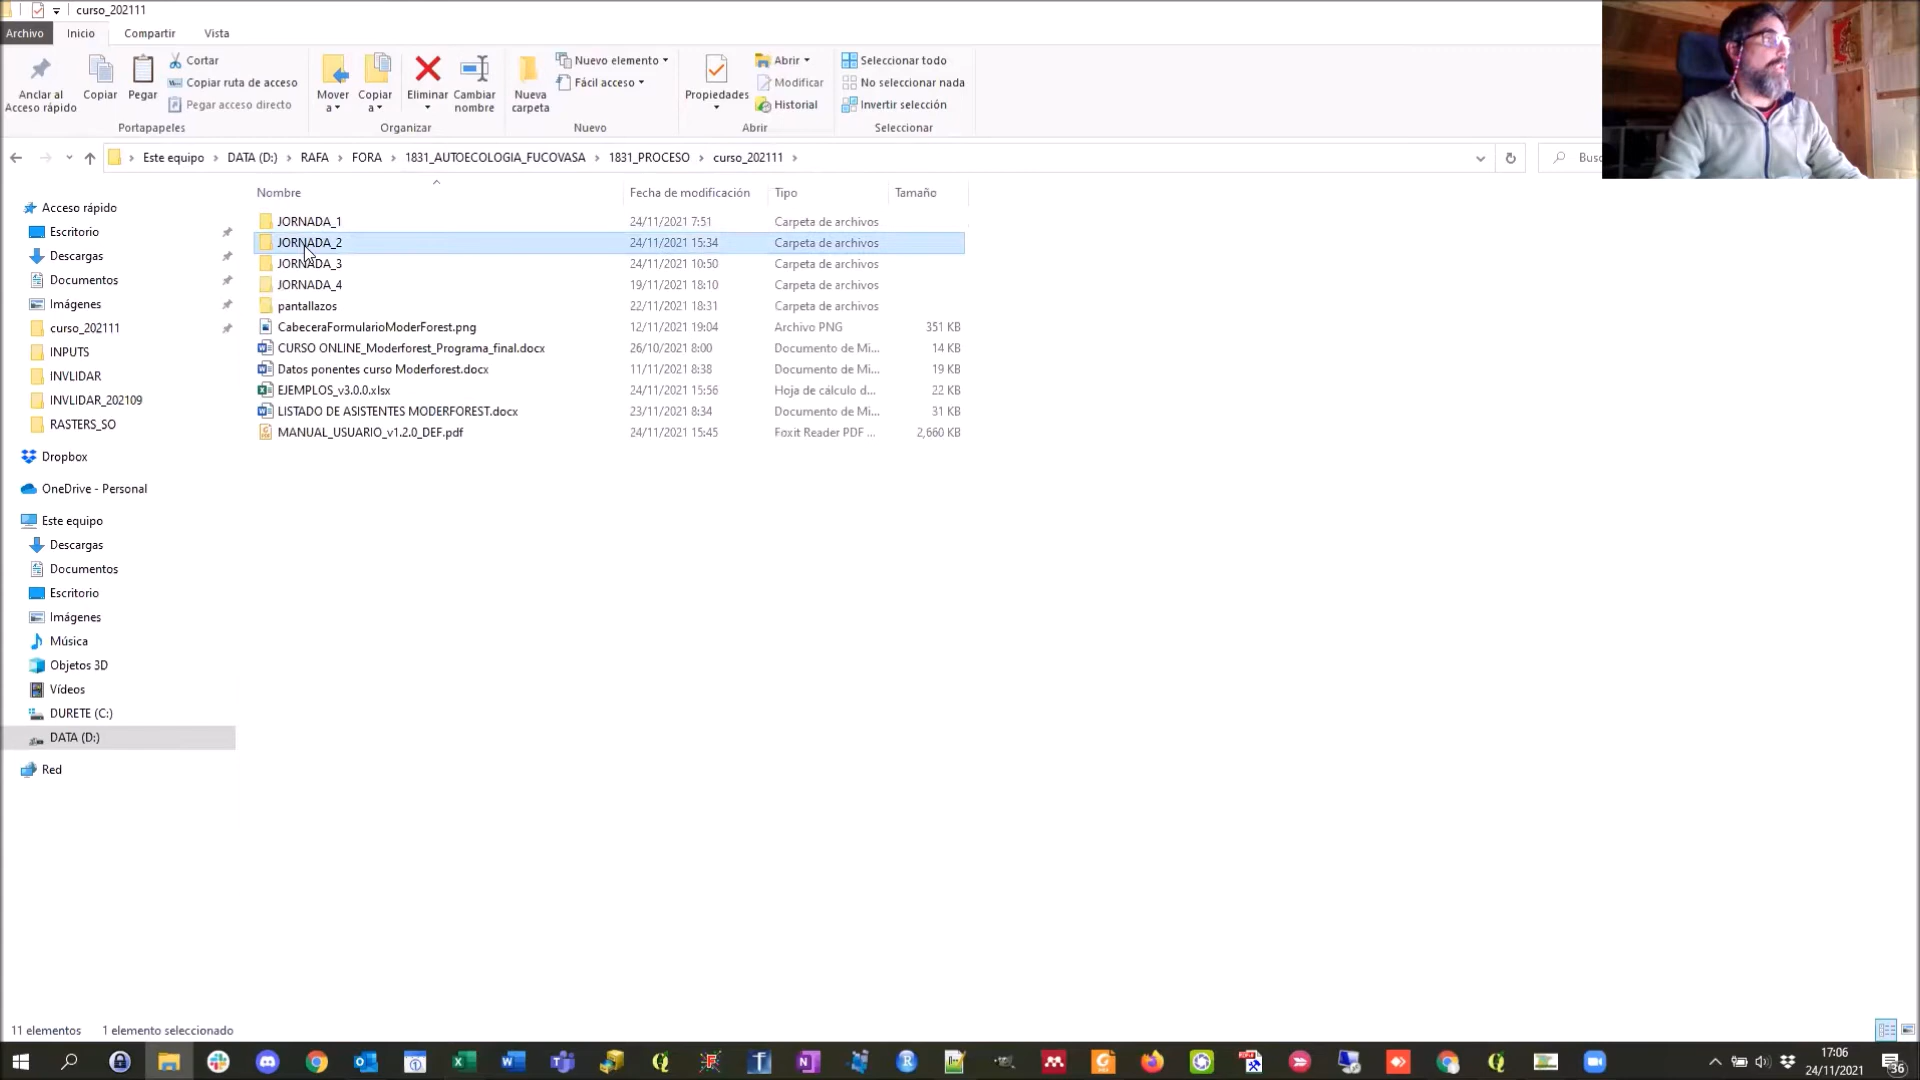 curso_202111
Archivo Inicio Compartir Vista
Anclar al Acceso rápido
Copiar
Pegar
Cortar
Copiar ruta de acceso
Pegar acceso directo
Portapapeles
Mover a
Copiar a
Eliminar
Cambiar nombre
Organizar
Nueva carpeta
Nuevo elemento
Fácil acceso
Nuevo
Propiedades
Abrir
Modificar
Historial
Abrir
Seleccionar todo
No seleccionar nada
Invertir selección
Seleccionar
Este equipo > DATA (D:) > RAFA > FORA > 1831_AUTOECOLOGIA_FUCOVASA > 1831_PROCESO > curso_202111 >
Busc
Acceso rápido
Escritorio
Descargas
Documentos
Imágenes
curso_202111
INPUTS
INVLIDAR
INVLIDAR_202109
RASTERS_SO
Dropbox
OneDrive - Personal
Este equipo
Descargas
Documentos
Escritorio
Imágenes
Música
Objetos 3D
Vídeos
DURETE (C:)
DATA (D:)
Red
Nombre Fecha de modificación Tipo Tamaño
JORNADA_1 24/11/2021 7:51 Carpeta de archivos
JORNADA_2 24/11/2021 15:34 Carpeta de archivos
JORNADA_3 24/11/2021 10:50 Carpeta de archivos
JORNADA_4 19/11/2021 18:10 Carpeta de archivos
pantallazos 22/11/2021 18:31 Carpeta de archivos
CabeceraFormularioModerForest.png 12/11/2021 19:04 Archivo PNG 351 KB
CURSO ONLINE_Moderforest_Programa_final.docx 26/10/2021 8:00 Documento de Mi... 14 KB
Datos ponentes curso Moderforest.docx 11/11/2021 8:38 Documento de Mi... 19 KB
EJEMPLOS_v3.0.0.xlsx 24/11/2021 15:56 Hoja de cálculo d... 22 KB
LISTADO DE ASISTENTES MODERFOREST.docx 23/11/2021 8:34 Documento de Mi... 31 KB
MANUAL_USUARIO_v1.2.0_DEF.pdf 24/11/2021 15:45 Foxit Reader PDF ... 2,660 KB
11 elementos 1 elemento seleccionado
17:06
24/11/2021
36